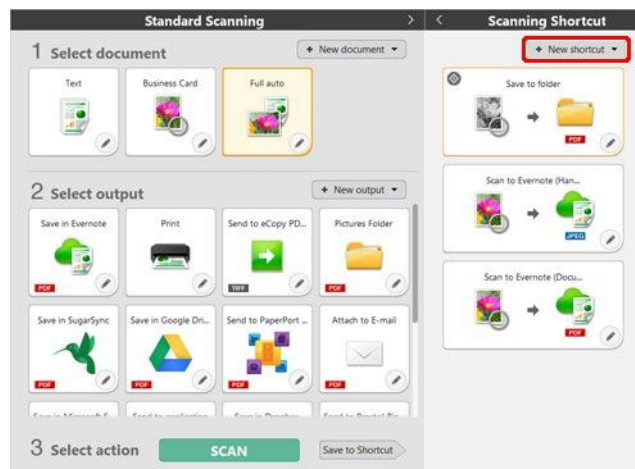 Standard Scanning
Scanning Shortcut
1 Select document
+ New document
Text
Business Card
Full auto
2 Select output
+ New output
Save in Evernote
Print
Send to eCopy PD...
Pictures Folder
PDF
TIFF
PDF
Save in SugarSync
Save in Google Dri...
Send to PaperPort ...
Attach to E-mail
PDF
PDF
PDF
PDF
3 Select action
SCAN
Save to Shortcut
+ New shortcut
Save to folder
PDF
Scan to Evernote (Han...
JPEG
Scan to Evernote (Docu...
PDF